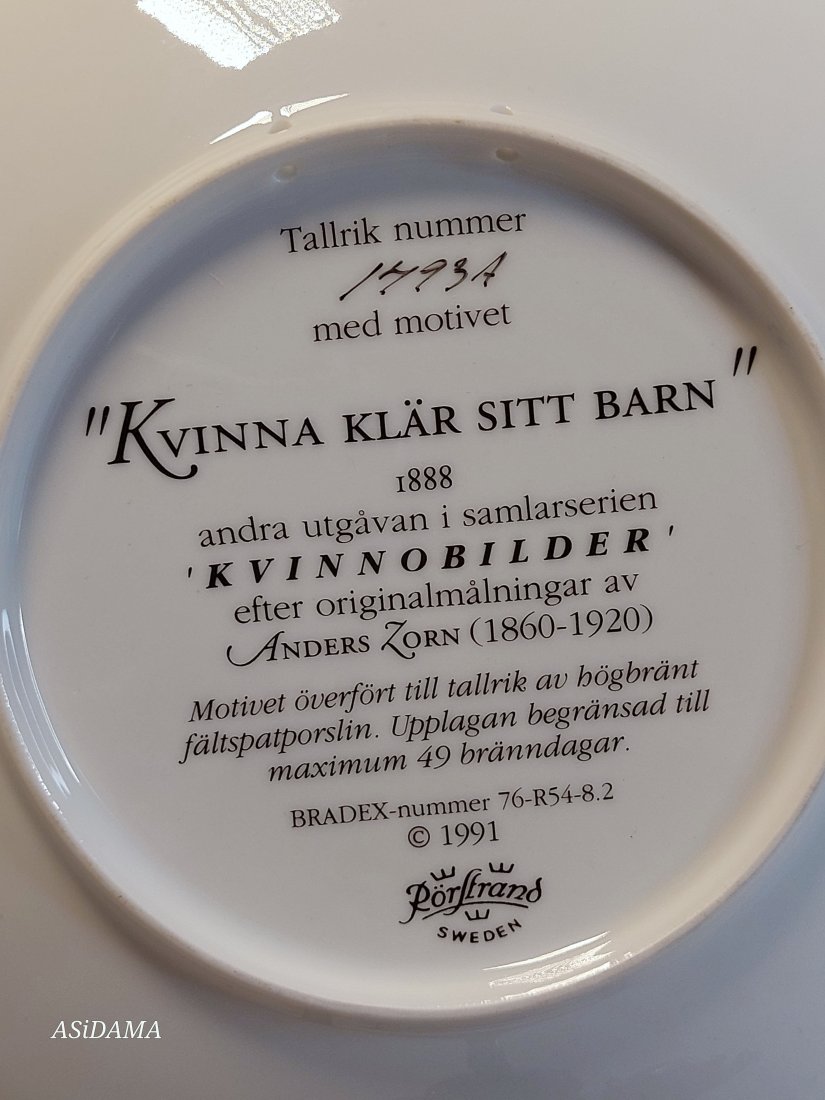 Tallrik nummer
1493A
med motivet
"KVINNA KLÄR SITT BARN"
1888
andra utgåvan i samlarserien
'KVINNOBILDER'
efter originalmålningar av
ANDERS ZORN (1860-1920)
Motivet överfört till tallrik av högbränt
fältspatporslin. Upplagan begränsad till
maximum 49 bränndagar.
BRADEX-nummer 76-R54-8.2
© 1991
Rörstrand
SWEDEN
ASiDAMA